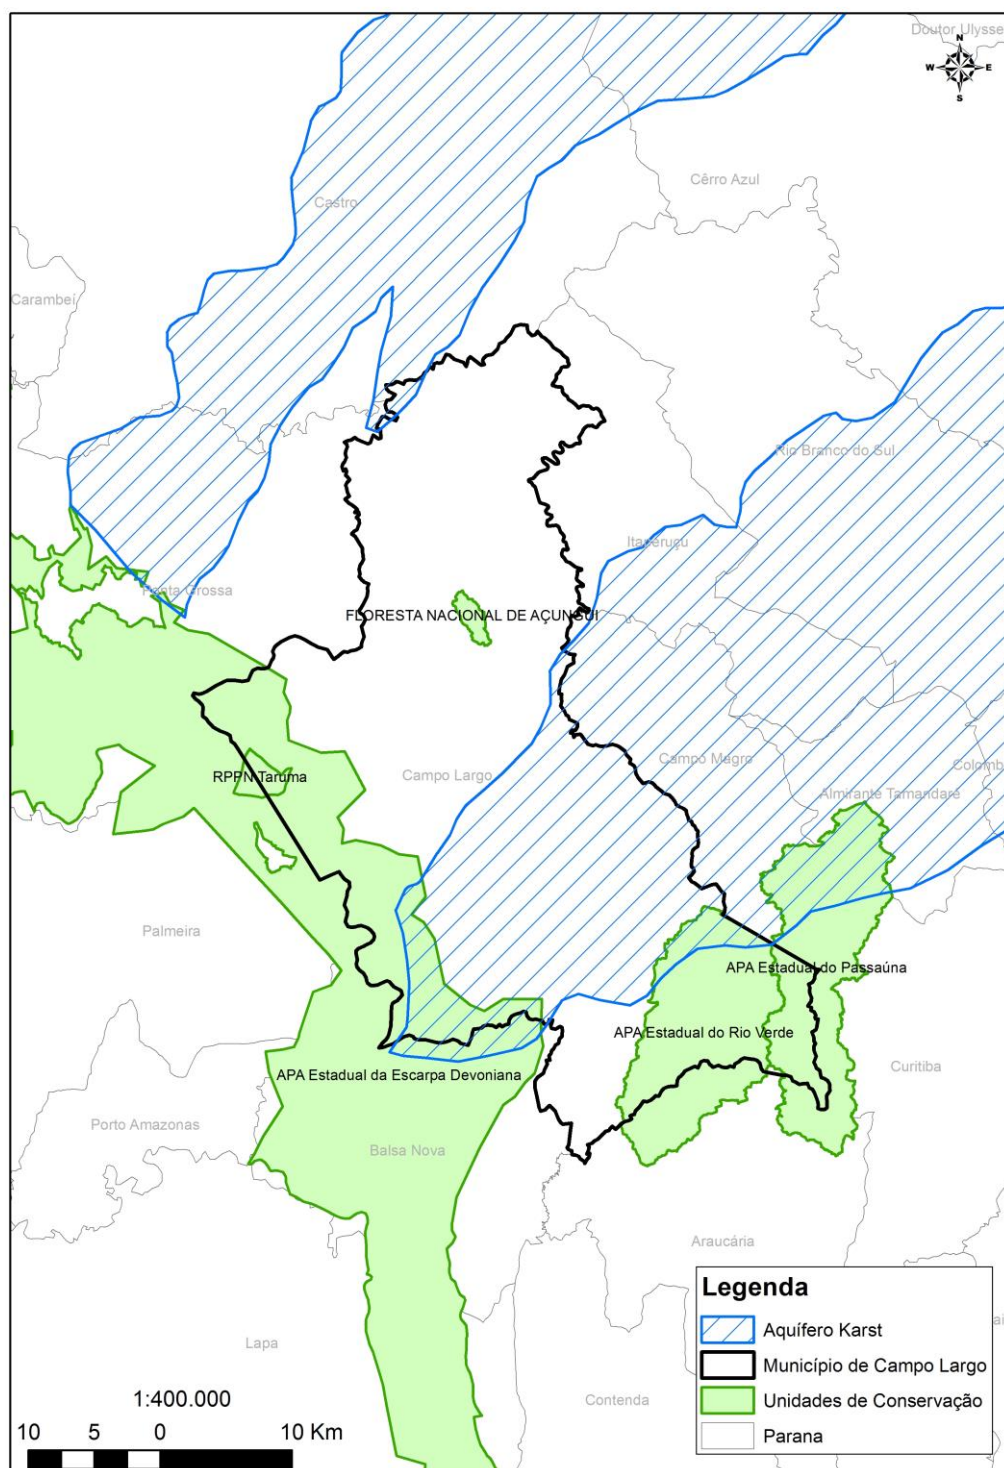 Doutor Ulysse
N
W E
S
Cêrro Azul
Castro
Carambeí
Rio Branco do Sul
Itaperuçu
Ponta Grossa
FLORESTA NACIONAL DE AÇUNGUI
RPPN Taruma
Campo Largo
Campo Magro
Colomb
Almirante Tamandaré
Palmeira
APA Estadual do Passaúna
APA Estadual do Rio Verde
Curitiba
APA Estadual da Escarpa Devoniana
Porto Amazonas
Balsa Nova
Araucária
Lapa
Contenda
Legenda
Aquífero Karst
Município de Campo Largo
Unidades de Conservação
Parana
1:400.000
10 5 0 10 Km